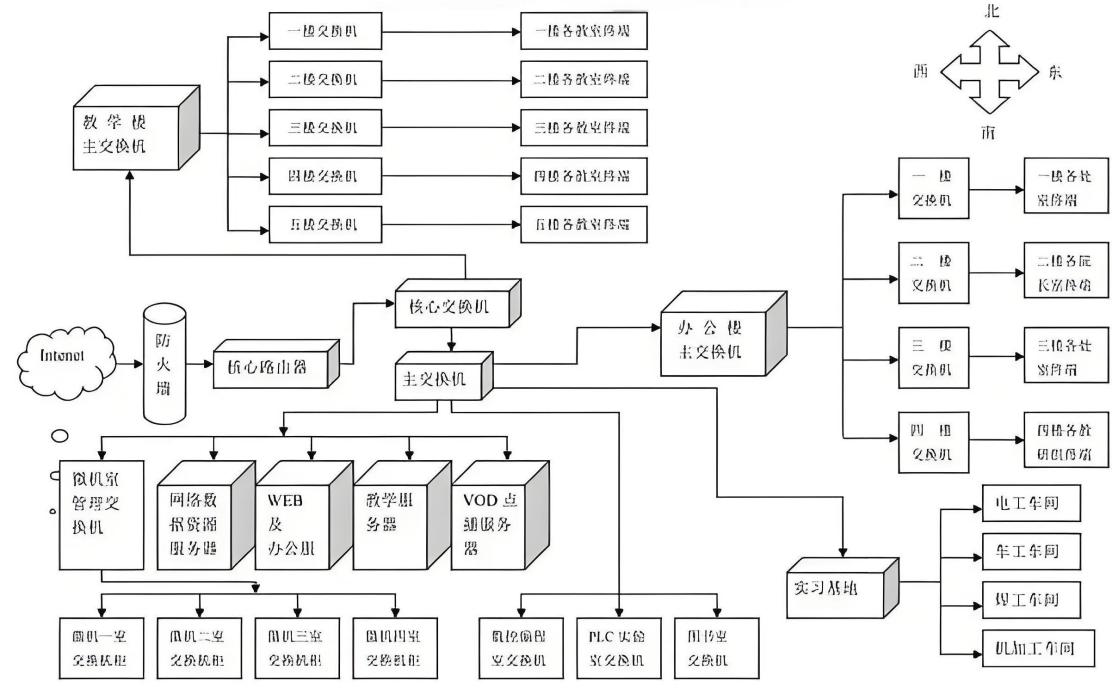 北
西
东
南
一楼交换机
一楼各教室终端
二楼交换机
二楼各教室终端
教学楼
主交换机
三楼交换机
三楼各教室终端
四楼交换机
四楼各教室终端
五楼交换机
五楼各教室终端
一楼
交换机
一楼各处
室终端
二楼
交换机
二楼各院
长室终端
三楼
交换机
三楼各处
室终端
四楼
交换机
四楼各教
研组终端
核心交换机
办公楼
主交换机
Intonot
防
火
墙
核心路由器
主交换机
微机室
管理交
换机
网络数
据资源
服务器
WEB
及
办公服
教学服
务器
VOD 点
播服务
器
实习基地
电工车间
车工车间
焊工车间
机加工车间
微机一室
交换机柜
微机二室
交换机柜
微机三室
交换机柜
微机四室
交换机柜
数控编程
室交换机
PLC 实验
室交换机
图书室
交换机